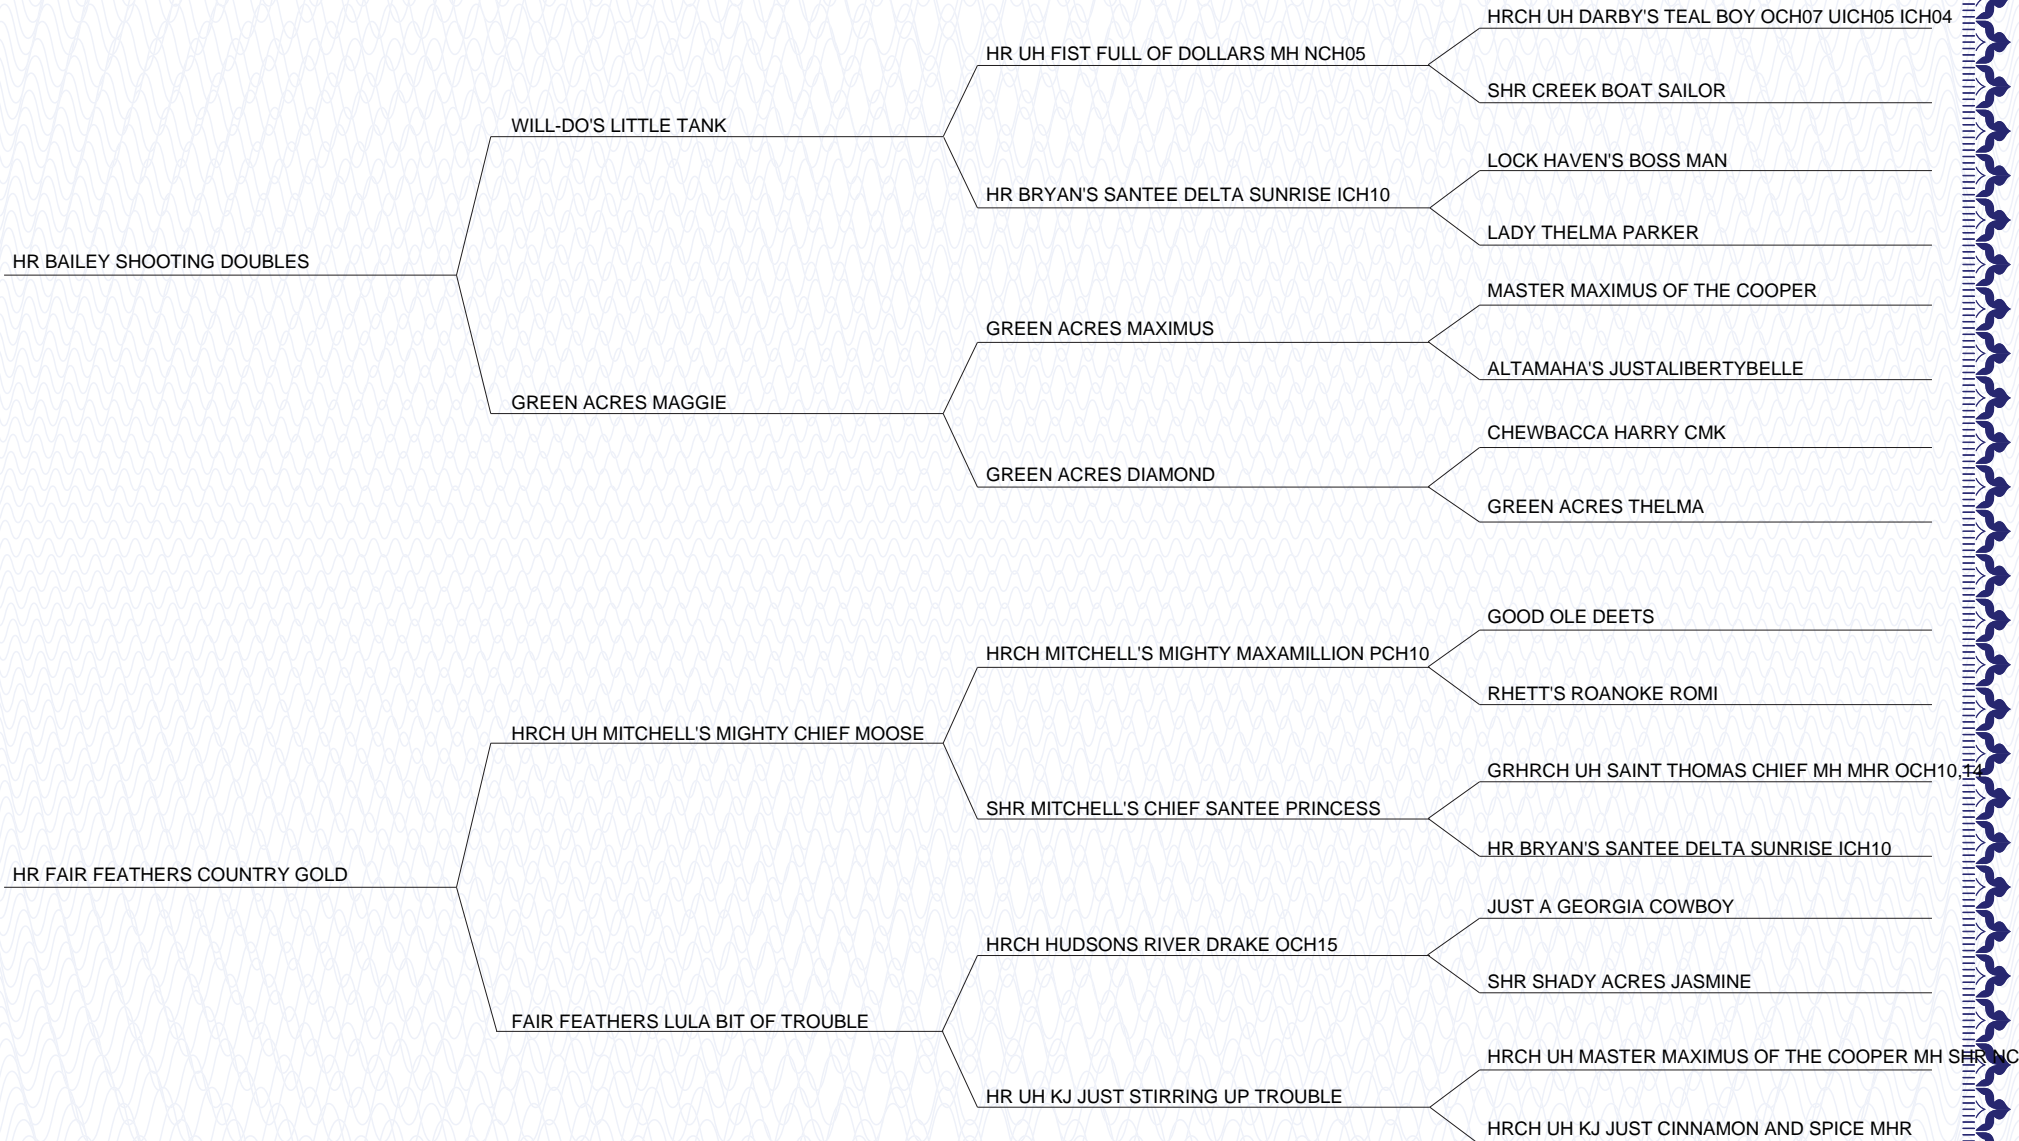 HRCH UH DARBY'S TEAL BOY OCH07 UICH05 ICH04
HR UH FIST FULL OF DOLLARS MH NCH05
SHR CREEK BOAT SAILOR
WILL-DO'S LITTLE TANK
LOCK HAVEN'S BOSS MAN
HR BRYAN'S SANTEE DELTA SUNRISE ICH10
LADY THELMA PARKER
HR BAILEY SHOOTING DOUBLES
MASTER MAXIMUS OF THE COOPER
GREEN ACRES MAXIMUS
ALTAMAHA'S JUSTALIBERTYBELLE
GREEN ACRES MAGGIE
CHEWBACCA HARRY CMK
GREEN ACRES DIAMOND
GREEN ACRES THELMA
GOOD OLE DEETS
HRCH MITCHELL'S MIGHTY MAXAMILLION PCH10
RHETT'S ROANOKE ROMI
HRCH UH MITCHELL'S MIGHTY CHIEF MOOSE
GRHRCH UH SAINT THOMAS CHIEF MH MHR OCH10,14
SHR MITCHELL'S CHIEF SANTEE PRINCESS
HR BRYAN'S SANTEE DELTA SUNRISE ICH10
HR FAIR FEATHERS COUNTRY GOLD
JUST A GEORGIA COWBOY
HRCH HUDSONS RIVER DRAKE OCH15
SHR SHADY ACRES JASMINE
FAIR FEATHERS LULA BIT OF TROUBLE
HRCH UH MASTER MAXIMUS OF THE COOPER MH SHR NC
HR UH KJ JUST STIRRING UP TROUBLE
HRCH UH KJ JUST CINNAMON AND SPICE MHR